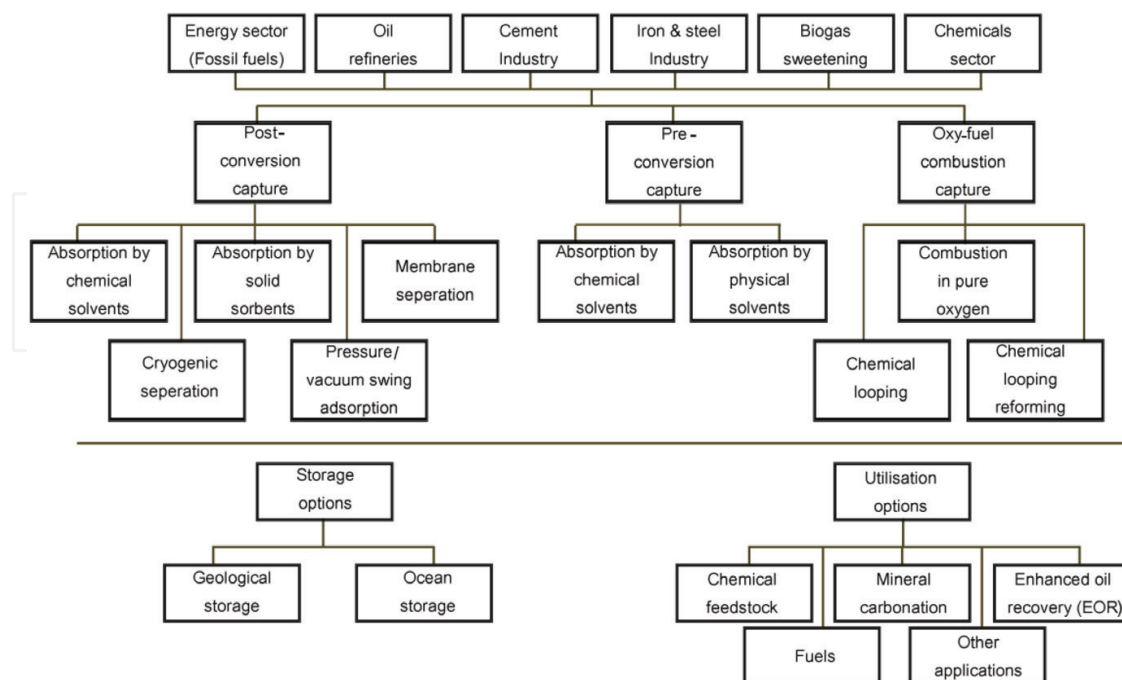 Energy sector
(Fossil fuels)
Oil
refineries
Cement
Industry
Iron & steel
Industry
Biogas
sweetening
Chemicals
sector
Post-
conversion
capture
Pre-
conversion
capture
Oxy-fuel
combustion
capture
Absorption by
chemical
solvents
Absorption by
solid
sorbents
Membrane
seperation
Absorption by
chemical
solvents
Absorption by
physical
solvents
Combustion
in pure
oxygen
Cryogenic
seperation
Pressure/
vacuum swing
adsorption
Chemical
looping
Chemical
looping
reforming
Storage
options
Utilisation
options
Geological
storage
Ocean
storage
Chemical
feedstock
Mineral
carbonation
Enhanced oil
recovery (EOR)
Fuels
Other
applications